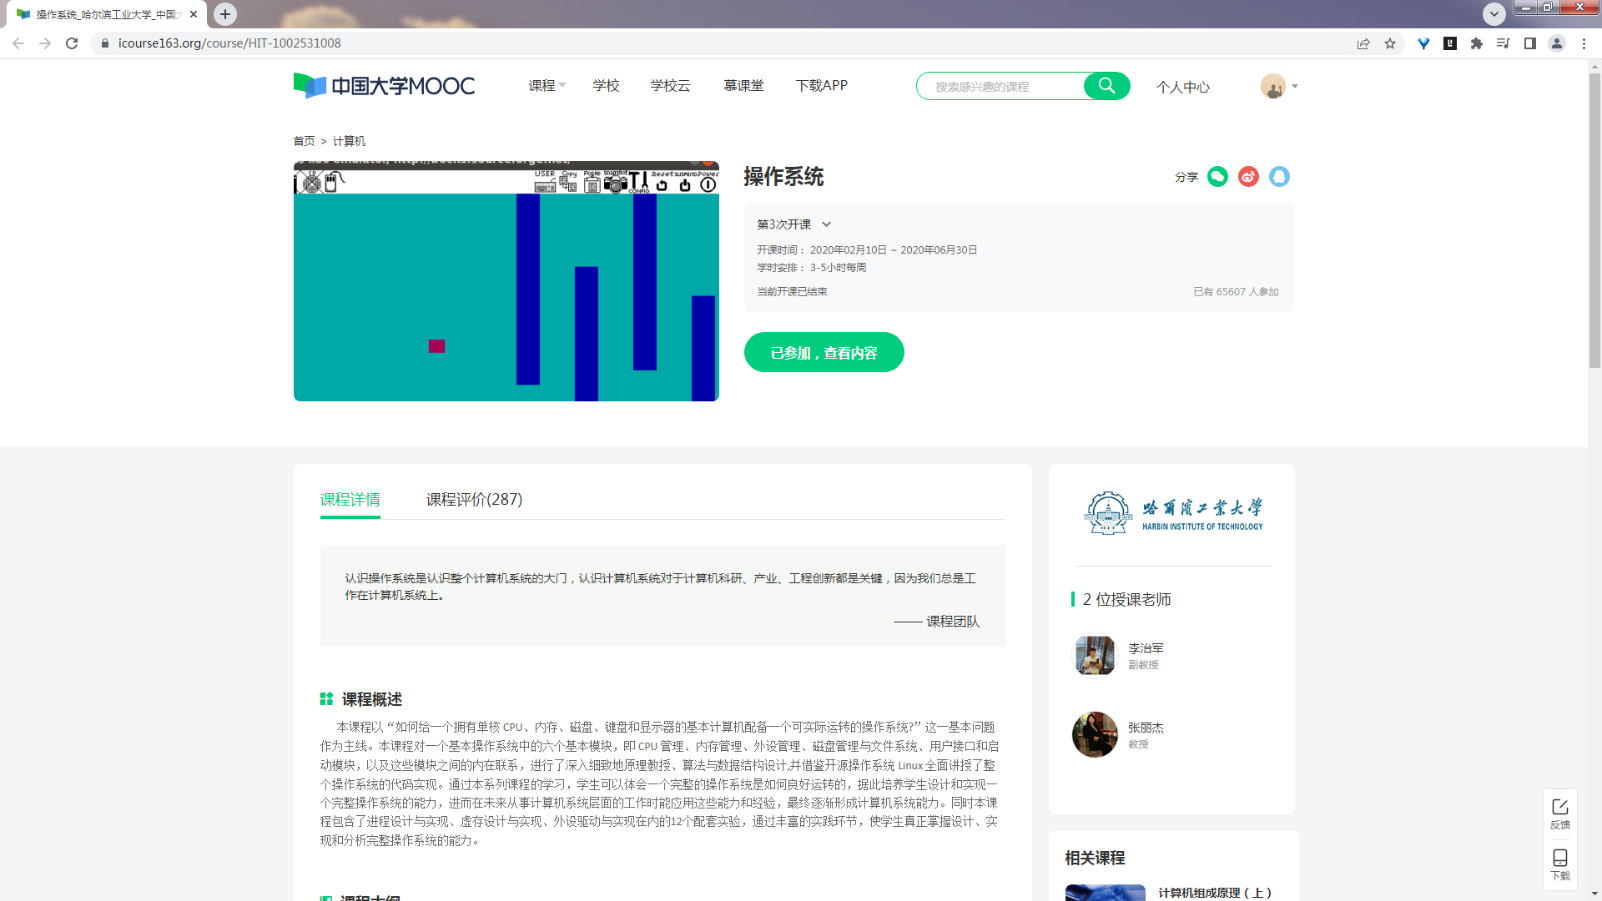 操作系统_哈尔滨工业大学_中国
icourse163.org/course/HIT-1002531008
中国大学MOOC
课程
学校
学校云
慕课堂
下载APP
搜索感兴趣的课程
个人中心
首页 > 计算机
USER Copy Paste snapshot Reset suspend Power
CD
CONFIG
操作系统
分享
第3次开课
开课时间： 2020年02月10日 ~ 2020年06月30日
学时安排： 3-5小时每周
当前开课已结束
已有 65607 人参加
已参加，查看内容
课程详情
课程评价(287)
认识操作系统是认识整个计算机系统的大门，认识计算机系统对于计算机科研、产业、工程创新都是关键，因为我们总是工
作在计算机系统上。
—— 课程团队
课程概述
本课程以“如何给一个拥有单核 CPU、内存、磁盘、键盘和显示器的基本计算机配备一个可实际运转的操作系统?”这一基本问题
作为主线。本课程对一个基本操作系统中的六个基本模块，即 CPU 管理、内存管理、外设管理、磁盘管理与文件系统、用户接口和启
动模块，以及这些模块之间的内在联系，进行了深入细致地原理教授、算法与数据结构设计,并借鉴开源操作系统 Linux 全面讲授了整
个操作系统的代码实现。通过本系列课程的学习，学生可以体会一个完整的操作系统是如何良好运转的，据此培养学生设计和实现一
个完整操作系统的能力，进而在未来从事计算机系统层面的工作时能应用这些能力和经验，最终逐渐形成计算机系统能力。同时本课
程包含了进程设计与实现、虚存设计与实现、外设驱动与实现在内的12个配套实验，通过丰富的实践环节，使学生真正掌握设计、实
现和分析完整操作系统的能力。
课程大纲
哈尔滨工业大学
HARBIN INSTITUTE OF TECHNOLOGY
2 位授课老师
李治军
副教授
张丽杰
教授
相关课程
计算机组成原理（上）
反馈
下载